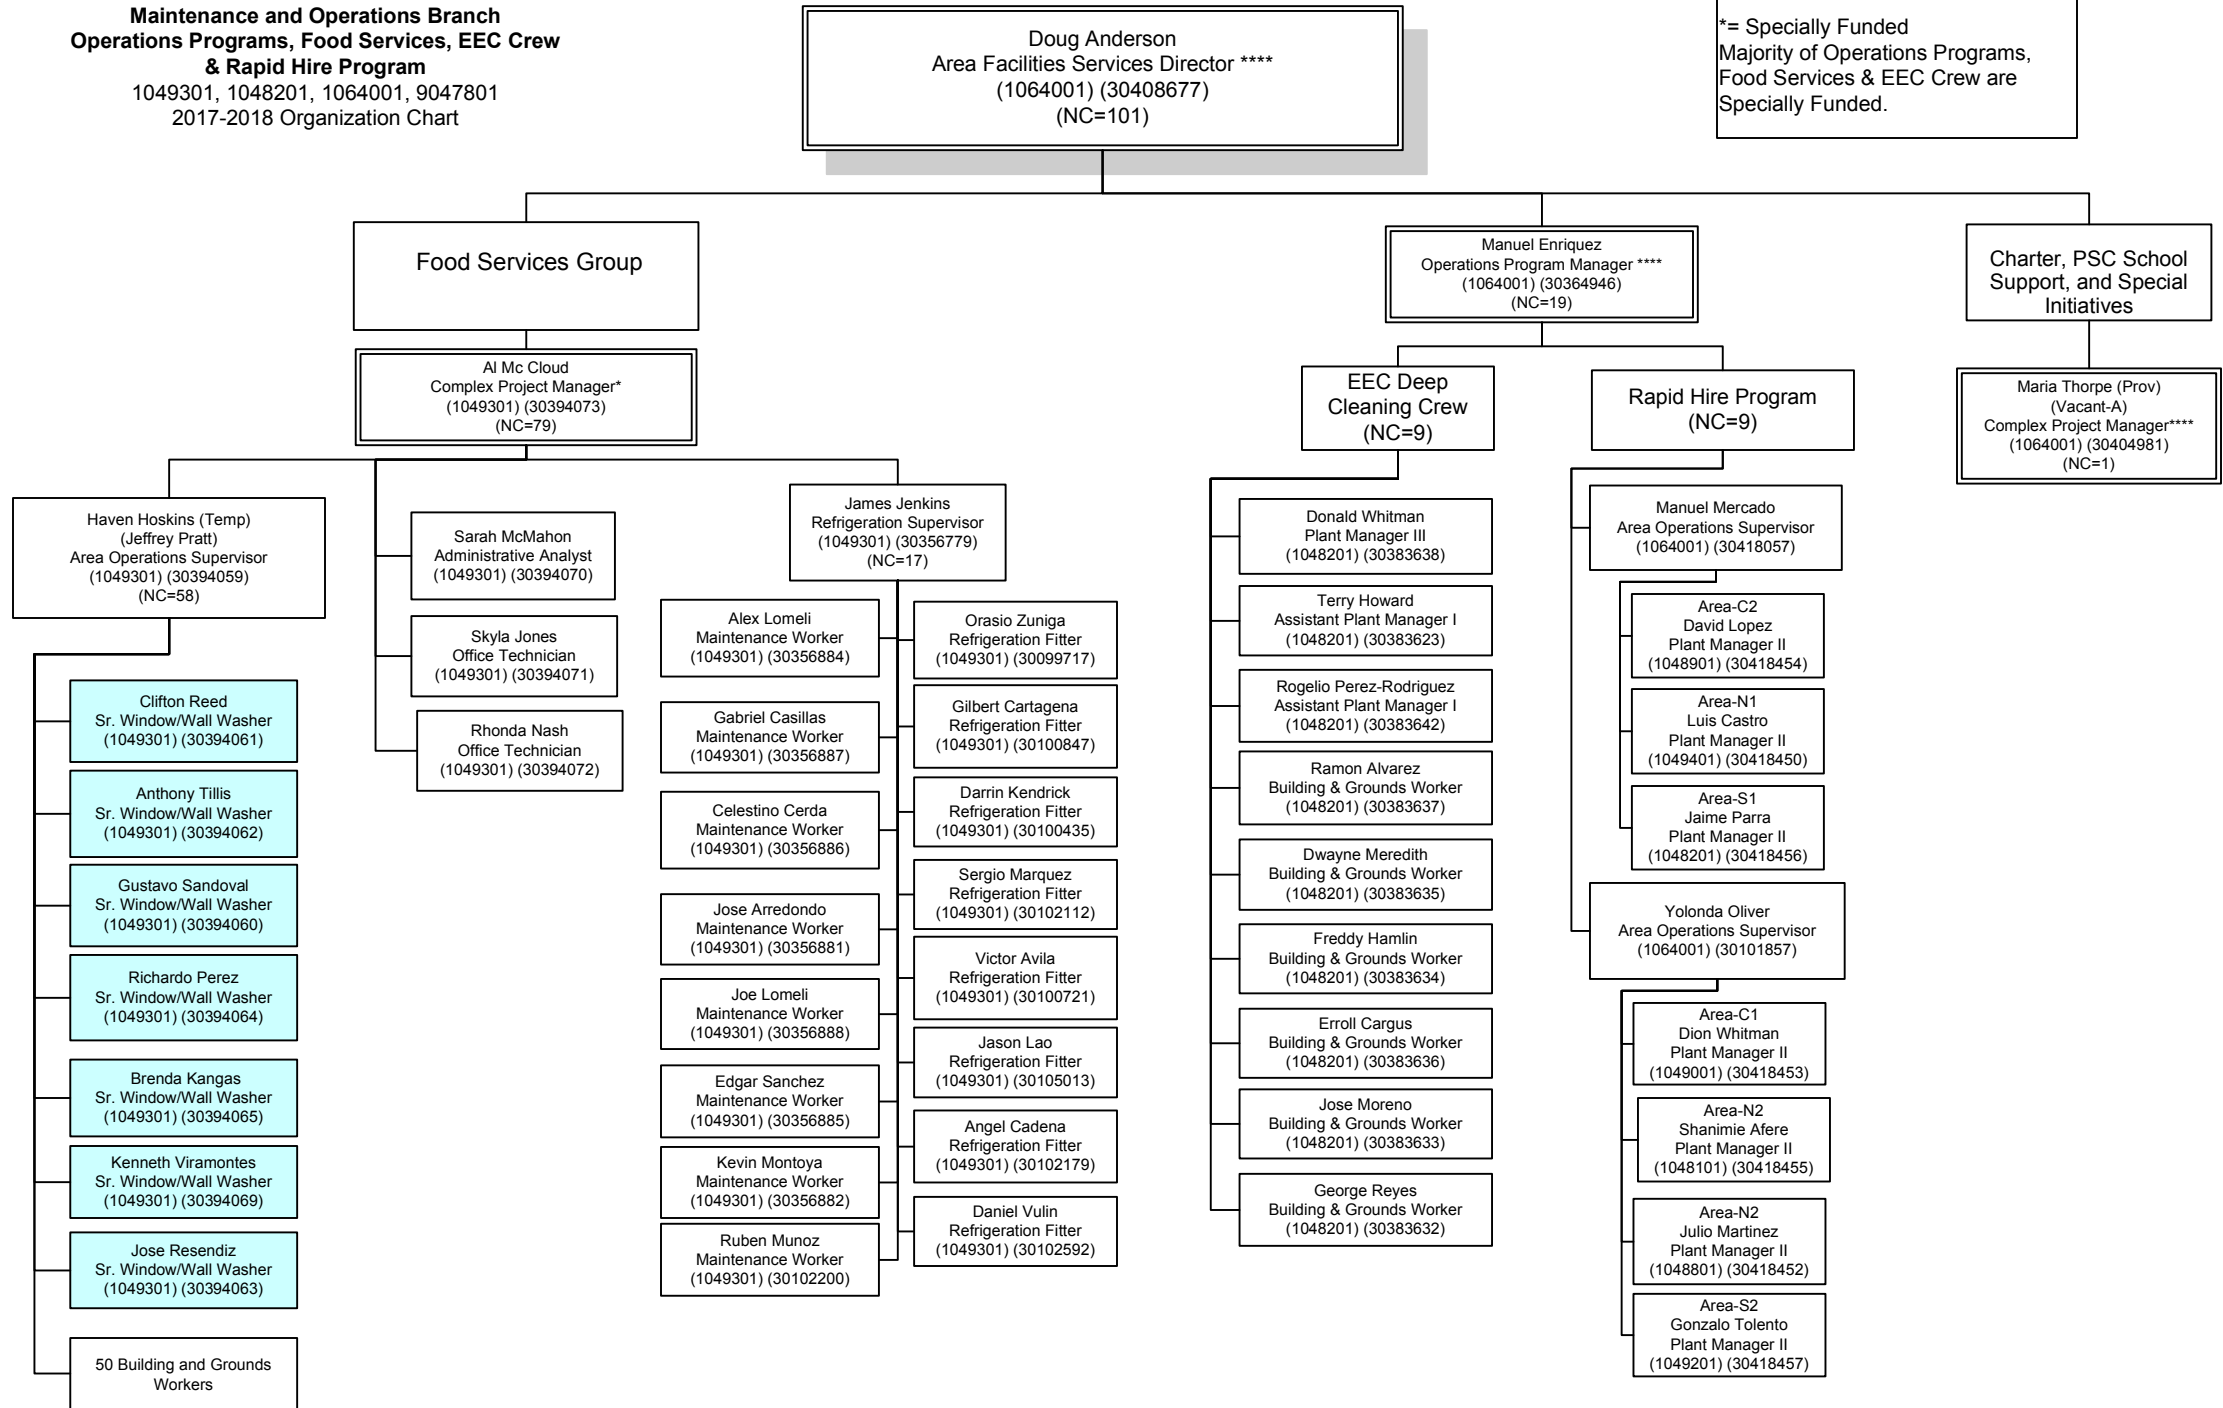 Maintenance and Operations Branch
Operations Programs, Food Services, EEC Crew
& Rapid Hire Program
1049301, 1048201, 1064001, 9047801
2017-2018 Organization Chart
Doug Anderson
Area Facilities Services Director ****
(1064001) (30408677)
(NC=101)
*= Specially Funded
Majority of Operations Programs,
Food Services & EEC Crew are
Specially Funded.
Food Services Group
Manuel Enriquez
Operations Program Manager ****
(1064001) (30364946)
(NC=19)
Charter, PSC School
Support, and Special
Initiatives
Al Mc Cloud
Complex Project Manager*
(1049301) (30394073)
(NC=79)
EEC Deep
Cleaning Crew
(NC=9)
Rapid Hire Program
(NC=9)
Maria Thorpe (Prov)
(Vacant-A)
Complex Project Manager****
(1064001) (30404981)
(NC=1)
Haven Hoskins (Temp)
(Jeffrey Pratt)
Area Operations Supervisor
(1049301) (30394059)
(NC=58)
Clifton Reed
Sr. Window/Wall Washer
(1049301) (30394061)
Anthony Tillis
Sr. Window/Wall Washer
(1049301) (30394062)
Gustavo Sandoval
Sr. Window/Wall Washer
(1049301) (30394060)
Richardo Perez
Sr. Window/Wall Washer
(1049301) (30394064)
Brenda Kangas
Sr. Window/Wall Washer
(1049301) (30394065)
Kenneth Viramontes
Sr. Window/Wall Washer
(1049301) (30394069)
Jose Resendiz
Sr. Window/Wall Washer
(1049301) (30394063)
50 Building and Grounds
Workers
Sarah McMahon
Administrative Analyst
(1049301) (30394070)
Skyla Jones
Office Technician
(1049301) (30394071)
Rhonda Nash
Office Technician
(1049301) (30394072)
James Jenkins
Refrigeration Supervisor
(1049301) (30356779)
(NC=17)
Alex Lomeli
Maintenance Worker
(1049301) (30356884)
Gabriel Casillas
Maintenance Worker
(1049301) (30356887)
Celestino Cerda
Maintenance Worker
(1049301) (30356886)
Jose Arredondo
Maintenance Worker
(1049301) (30356881)
Joe Lomeli
Maintenance Worker
(1049301) (30356888)
Edgar Sanchez
Maintenance Worker
(1049301) (30356885)
Kevin Montoya
Maintenance Worker
(1049301) (30356882)
Ruben Munoz
Maintenance Worker
(1049301) (30102200)
Orasio Zuniga
Refrigeration Fitter
(1049301) (30099717)
Gilbert Cartagena
Refrigeration Fitter
(1049301) (30100847)
Darrin Kendrick
Refrigeration Fitter
(1049301) (30100435)
Sergio Marquez
Refrigeration Fitter
(1049301) (30102112)
Victor Avila
Refrigeration Fitter
(1049301) (30100721)
Jason Lao
Refrigeration Fitter
(1049301) (30105013)
Angel Cadena
Refrigeration Fitter
(1049301) (30102179)
Daniel Vulin
Refrigeration Fitter
(1049301) (30102592)
Donald Whitman
Plant Manager III
(1048201) (30383638)
Terry Howard
Assistant Plant Manager I
(1048201) (30383623)
Rogelio Perez-Rodriguez
Assistant Plant Manager I
(1048201) (30383642)
Ramon Alvarez
Building & Grounds Worker
(1048201) (30383637)
Dwayne Meredith
Building & Grounds Worker
(1048201) (30383635)
Freddy Hamlin
Building & Grounds Worker
(1048201) (30383634)
Erroll Cargus
Building & Grounds Worker
(1048201) (30383636)
Jose Moreno
Building & Grounds Worker
(1048201) (30383633)
George Reyes
Building & Grounds Worker
(1048201) (30383632)
Manuel Mercado
Area Operations Supervisor
(1064001) (30418057)
Area-C2
David Lopez
Plant Manager II
(1048901) (30418454)
Area-N1
Luis Castro
Plant Manager II
(1049401) (30418450)
Area-S1
Jaime Parra
Plant Manager II
(1048201) (30418456)
Yolonda Oliver
Area Operations Supervisor
(1064001) (30101857)
Area-C1
Dion Whitman
Plant Manager II
(1049001) (30418453)
Area-N2
Shanimie Afere
Plant Manager II
(1048101) (30418455)
Area-N2
Julio Martinez
Plant Manager II
(1048801) (30418452)
Area-S2
Gonzalo Tolento
Plant Manager II
(1049201) (30418457)